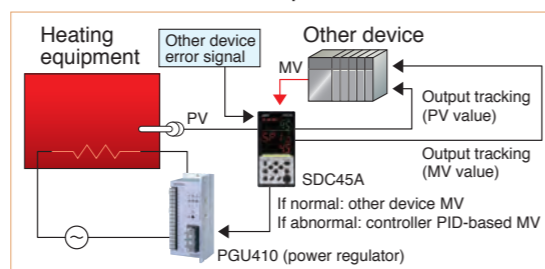 Heating
equipment
Other device
error signal
Other device
MV
PV
Output tracking
(PV value)
Output tracking
(MV value)
SDC45A
If normal: other device MV
If abnormal: controller PID-based MV
PGU410 (power regulator)